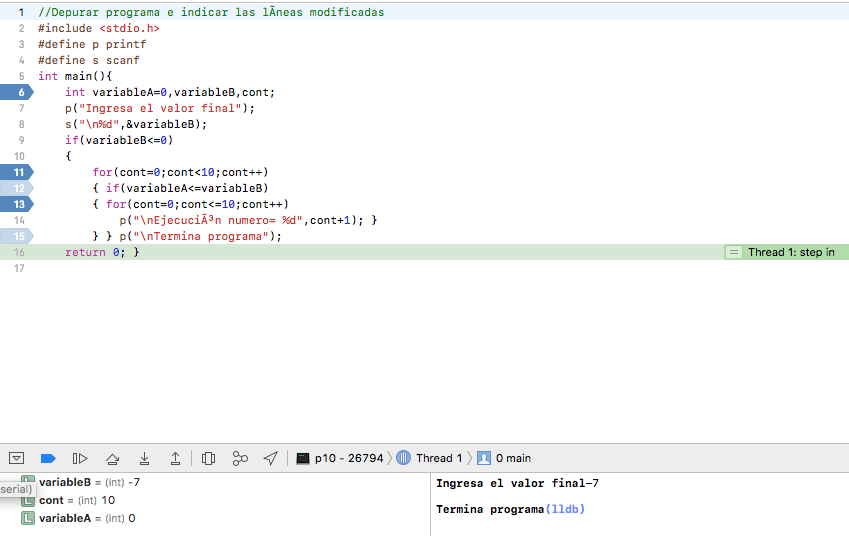 1 //Depurar programa e indicar las lÃneas modificadas
2 #include <stdio.h>
3 #define p printf
4 #define s scanf
5 int main(){
6 int variableA=0,variableB,cont;
7 p("Ingresa el valor final");
8 s("\n%d",&variableB);
9 if(variableB<=0)
10 {
11 for(cont=0;cont<10;cont++)
12 { if(variableA<=variableB)
13 { for(cont=0;cont<=10;cont++)
14 p("\nEjecuciÃ³n numero= %d",cont+1); }
15 } } p("\nTermina programa");
16 return 0; } = Thread 1: step in
17
p10 - 26794 〉 Thread 1 〉 0 main
variableB = (int) -7
serial)
cont = (int) 10
L variableA = (int) 0
Ingresa el valor final-7
Termina programa(lldb)